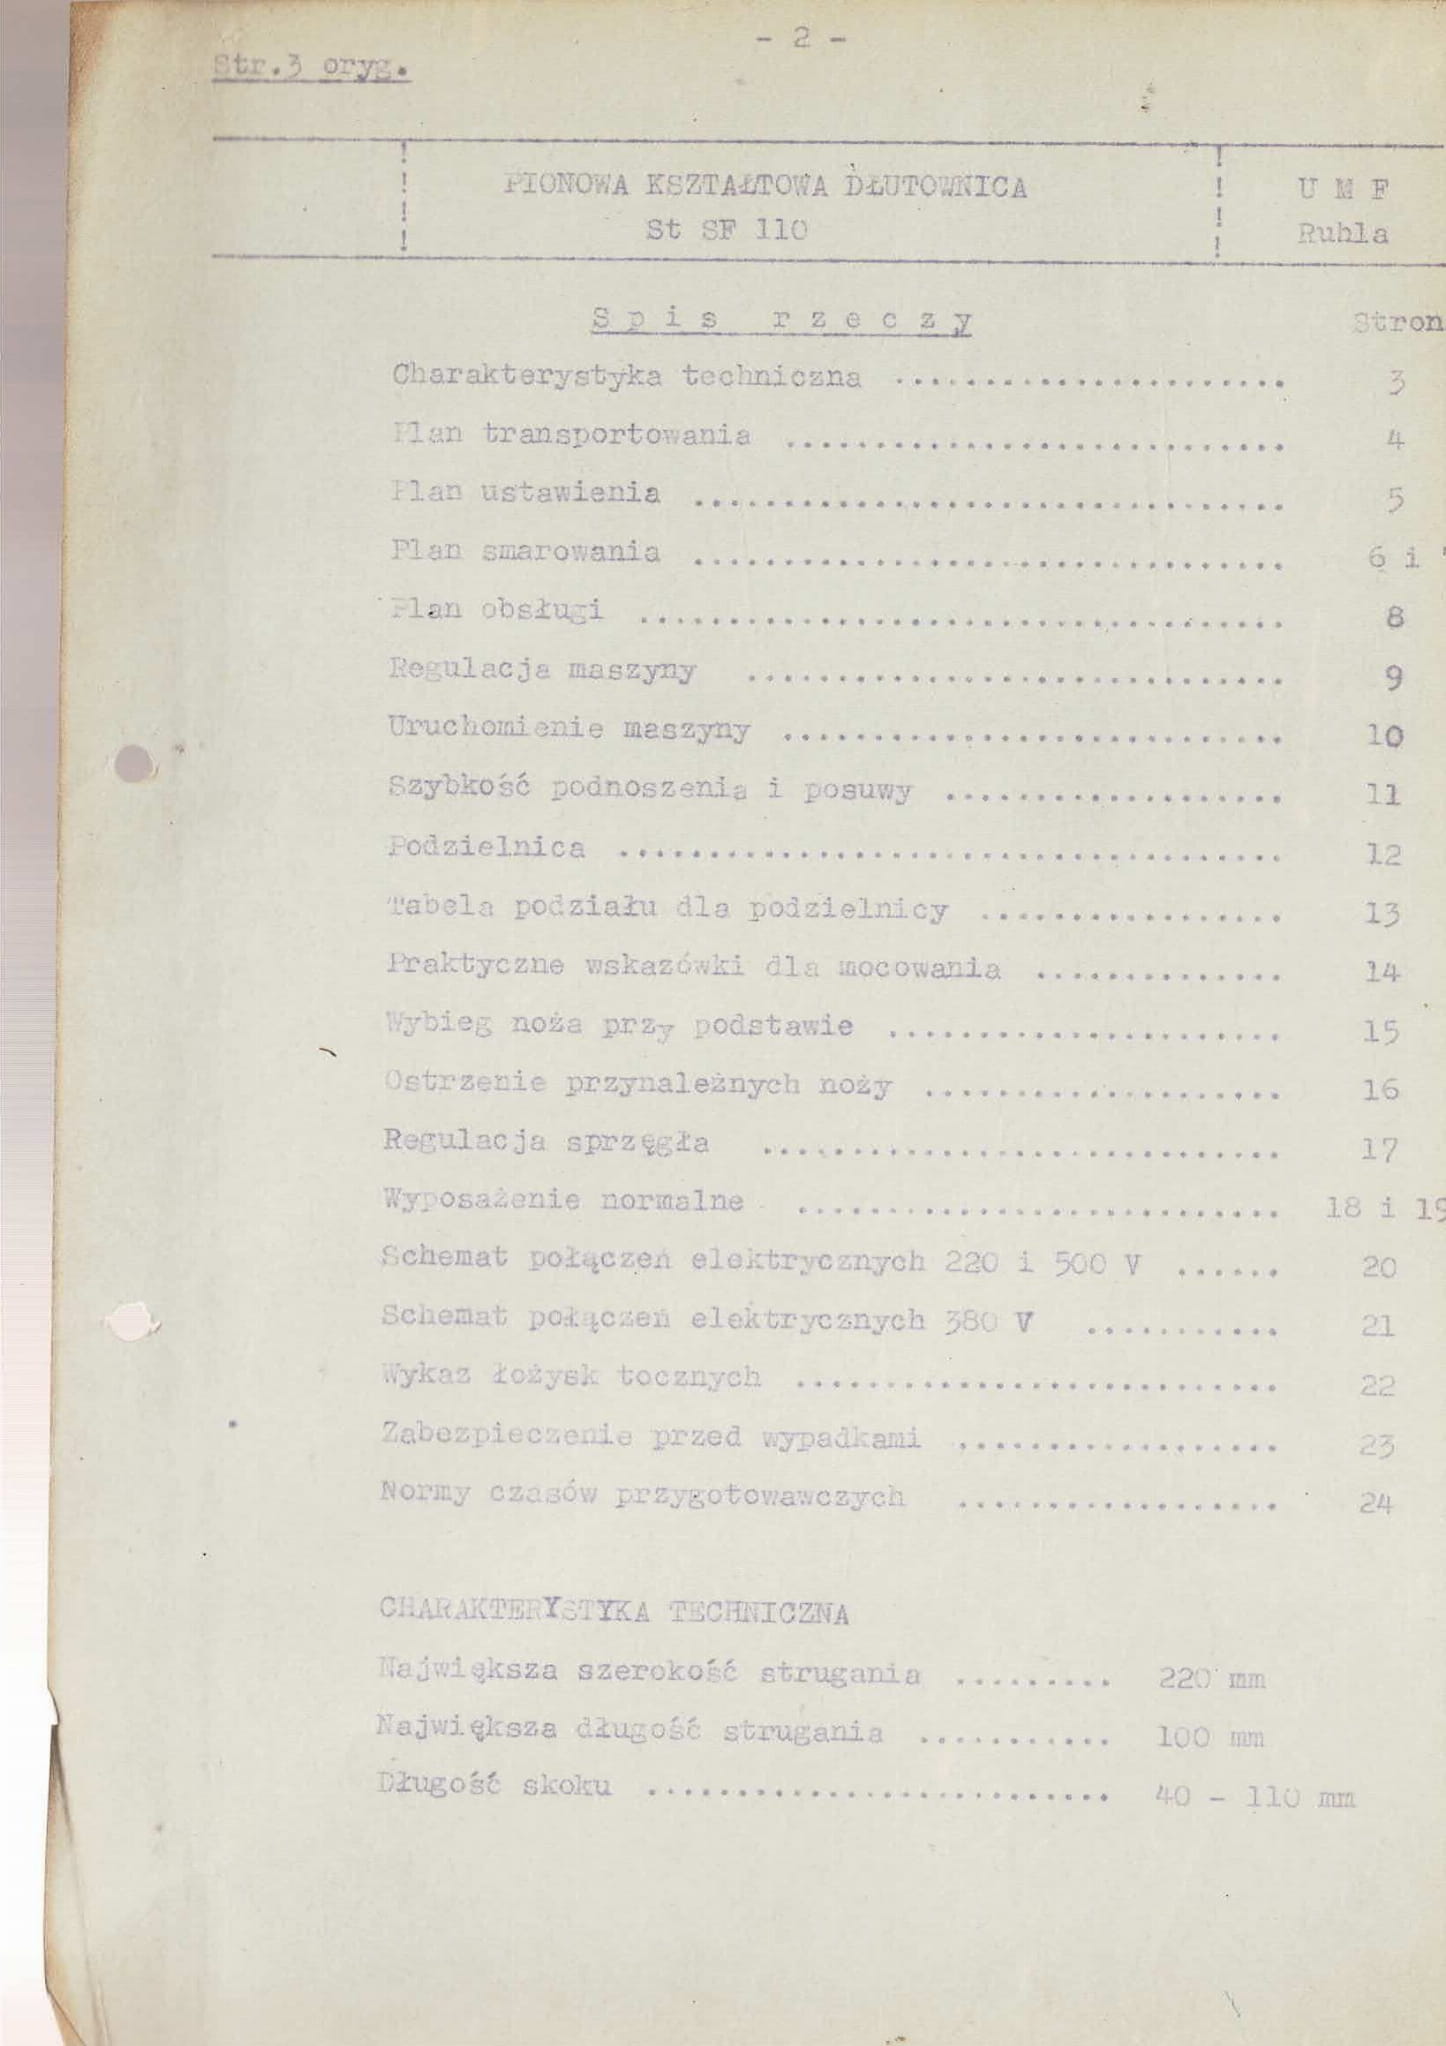 - 2 -
Str.3 oryg.
PIONOWA KSZTAŁTOWA DŁUTOWNICA
U M F
St SF 110
Ruhla
S p i s  r z e c z y
Stron
Charakterystyka techniczna ...................... 3
Plan transportowania ............................ 4
Plan ustawienia ................................. 5
Plan smarowania ................................. 6 i
Plan obsługi .................................... 8
Regulacja maszyny .............................. 9
Uruchomienie maszyny ............................ 10
Szybkość podnoszenia i posuwy ................... 11
Podzielnica ..................................... 12
Tabela podziału dla podzielnicy ................. 13
Praktyczne wskazówki dla mocowania .............. 14
Wybieg noża przy podstawie ...................... 15
Ostrzenie przynależnych noży .................... 16
Regulacja sprzęgła ............................. 17
Wyposażenie normalne ........................... 18 i 19
Schemat połączeń elektrycznych 220 i 500 V ...... 20
Schemat połączeń elektrycznych 380 V ........... 21
Wykaz łożysk tocznych ........................... 22
Zabezpieczenie przed wypadkami .................. 23
Normy czasów przygotowawczych .................. 24
CHARAKTERYSTYKA TECHNICZNA
Największa szerokość strugania ......... 220 mm
Największa długość strugania ........... 100 mm
Długość skoku .......................... 40 - 110 mm